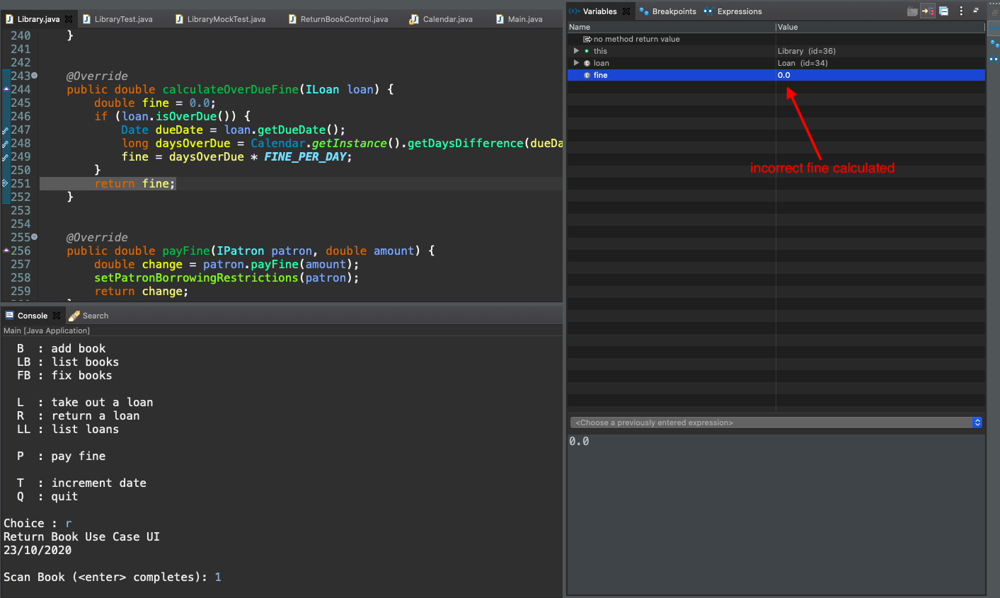 Library.java
LibraryTest.java
LibraryMockTest.java
ReturnBookControl.java
Calendar.java
Main.java
240 }
241
242
243 @Override
244 public double calculateOverDueFine(ILoan loan) {
245 double fine = 0.0;
246 if (loan.isOverDue()) {
247 Date dueDate = loan.getDueDate();
248 long daysOverDue = Calendar.getInstance().getDaysDifference(dueDa
249 fine = daysOverDue * FINE_PER_DAY;
250 }
251 return fine;
252 }
253
254
255 @Override
256 public double payFine(IPatron patron, double amount) {
257 double change = patron.payFine(amount);
258 setPatronBorrowingRestrictions(patron);
259 return change;
Console
Search
Main [Java Application]
B : add book
LB : list books
FB : fix books
L : take out a loan
R : return a loan
LL : list loans
P : pay fine
T : increment date
Q : quit
Choice : r
Return Book Use Case UI
23/10/2020
Scan Book (<enter> completes): 1
(x)= Variables
Breakpoints
Expressions
Name
Value
no method return value
this
Library (id=36)
loan
Loan (id=34)
fine
0.0
incorrect fine calculated
<Choose a previously entered expression>
0.0